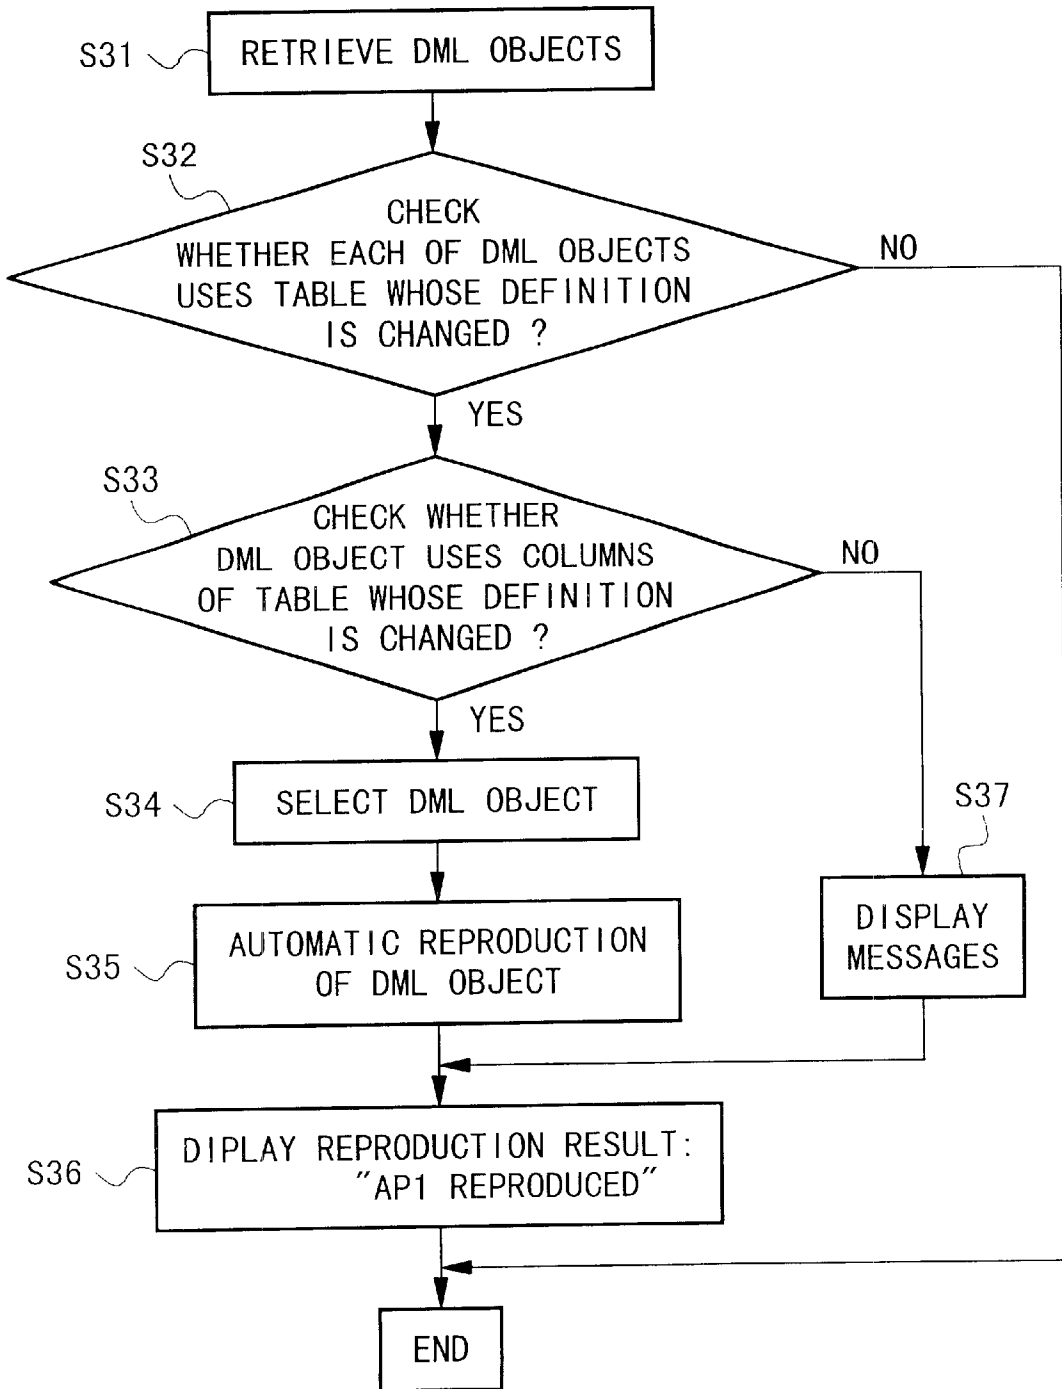 S31
RETRIEVE DML OBJECTS
S32
CHECK
WHETHER EACH OF DML OBJECTS
USES TABLE WHOSE DEFINITION
IS CHANGED ?
NO
YES
S33
CHECK WHETHER
DML OBJECT USES COLUMNS
OF TABLE WHOSE DEFINITION
IS CHANGED ?
NO
YES
S34
SELECT DML OBJECT
S37
DISPLAY
MESSAGES
S35
AUTOMATIC REPRODUCTION
OF DML OBJECT
S36
DIPLAY REPRODUCTION RESULT:
"AP1 REPRODUCED"
END